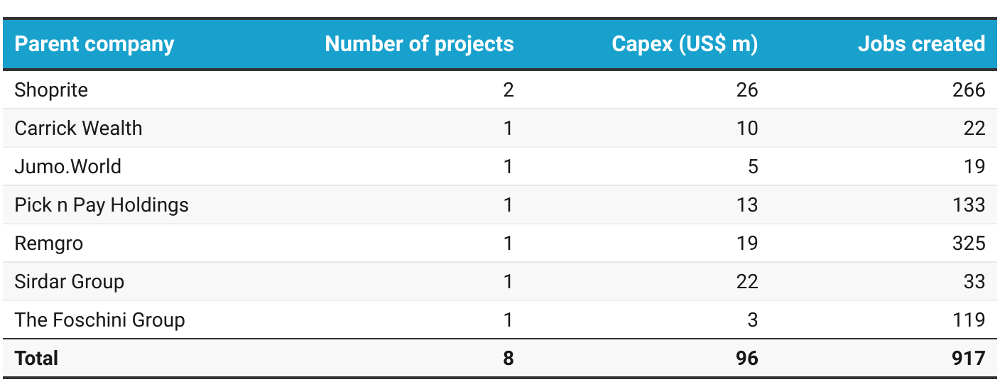 Parent company Number of projects Capex (US$ m) Jobs created
Shoprite 2 26 266
Carrick Wealth 1 10 22
Jumo.World 1 5 19
Pick n Pay Holdings 1 13 133
Remgro 1 19 325
Sirdar Group 1 22 33
The Foschini Group 1 3 119
Total 8 96 917